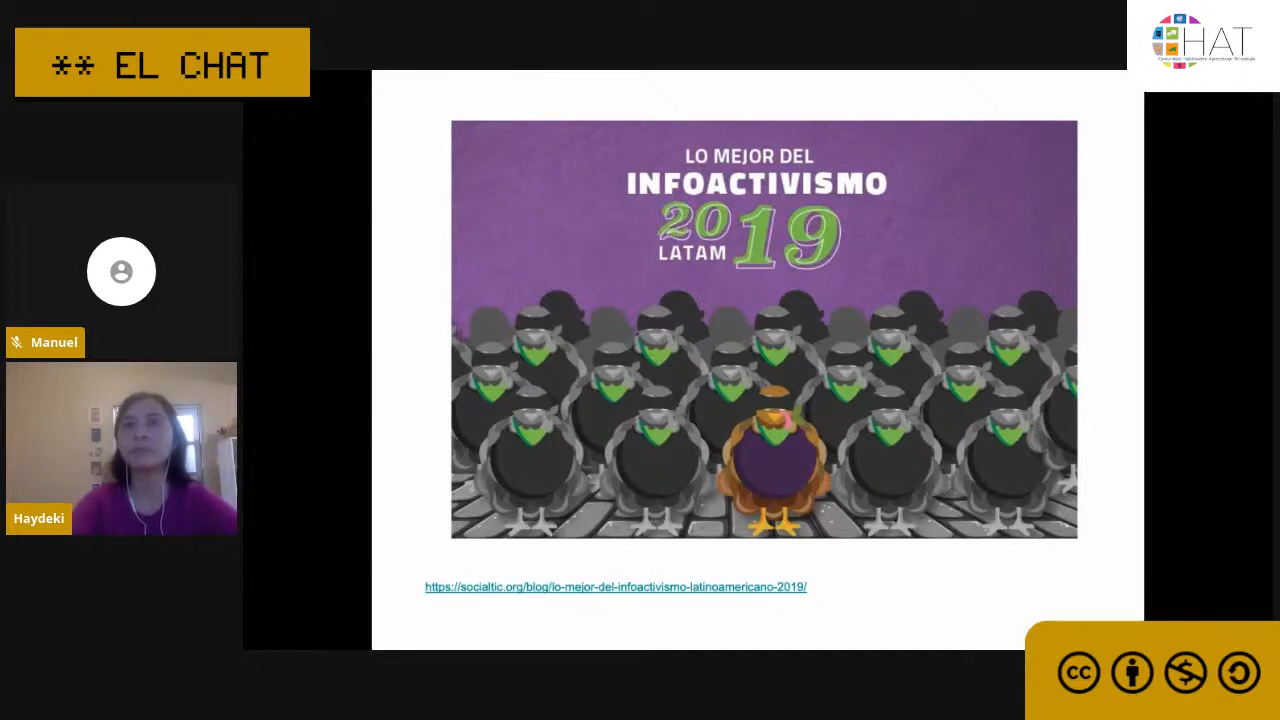 ** EL CHAT
HAT
LO MEJOR DEL
INFOACTIVISMO
2019
LATAM
Manuel
Haydeki
https://socialtic.org/blog/lo-mejor-del-infoactivismo-latinoamericano-2019/
cc